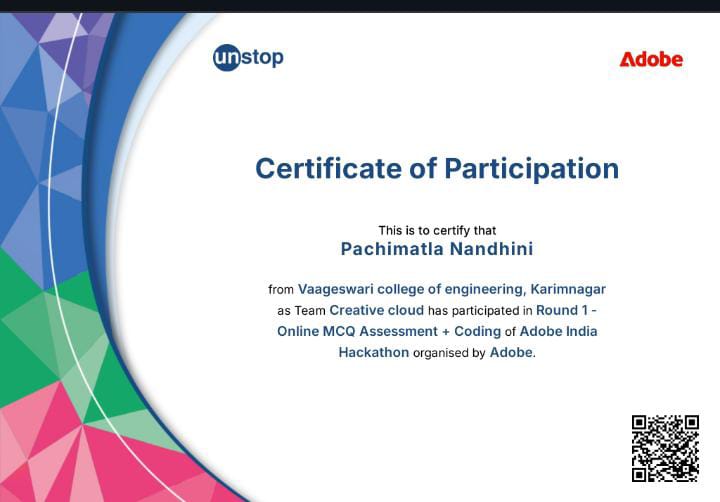 unstop
Adobe
Certificate of Participation
This is to certify that
Pachimatla Nandhini
from Vaageswari college of engineering, Karimnagar
as Team Creative cloud has participated in Round 1 -
Online MCQ Assessment + Coding of Adobe India
Hackathon organised by Adobe.